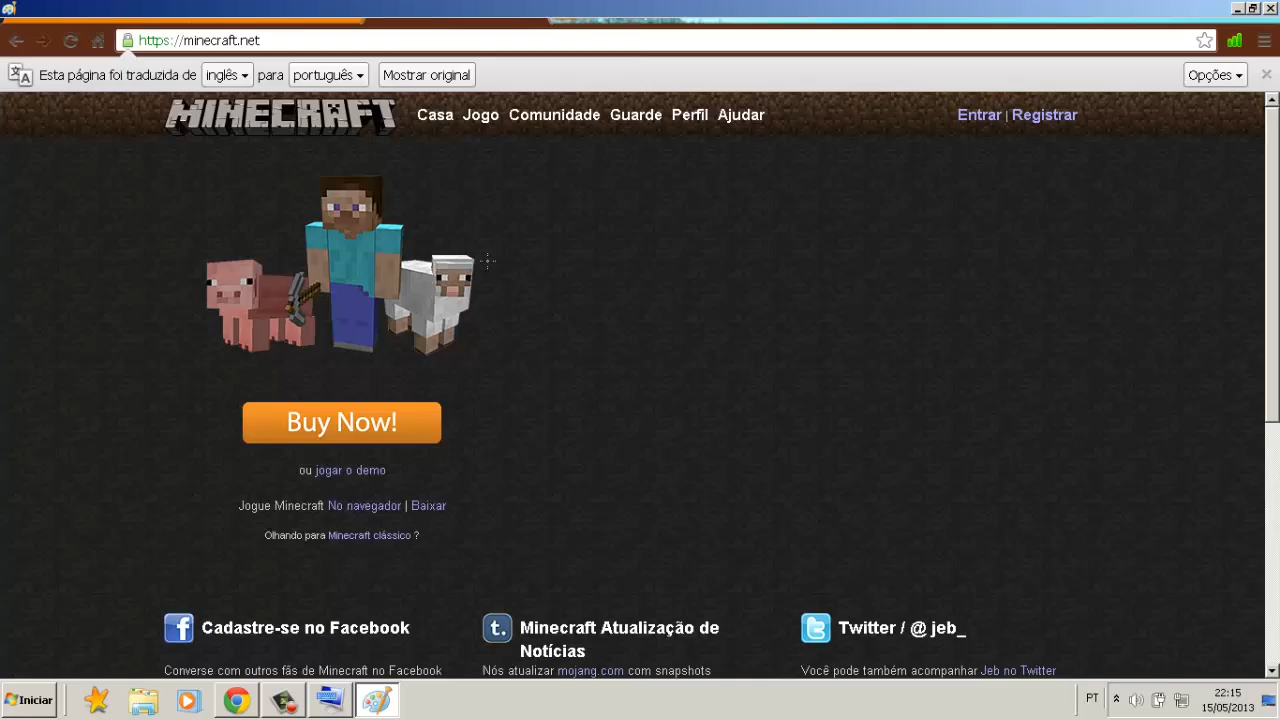 https://minecraft.net
Esta página foi traduzida de inglês para português Mostrar original Opções
MINECRAFT Casa Jogo Comunidade Guarde Perfil Ajudar Entrar | Registrar
Buy Now!
ou jogar o demo
Jogue Minecraft No navegador | Baixar
Olhando para Minecraft clássico ?
Cadastre-se no Facebook
Converse com outros fãs de Minecraft no Facebook
t. Minecraft Atualização de
Notícias
Nós atualizar mojang.com com snapshots
Twitter / @ jeb_
Você pode também acompanhar Jeb no Twitter
Iniciar PT 22:15
15/05/2013